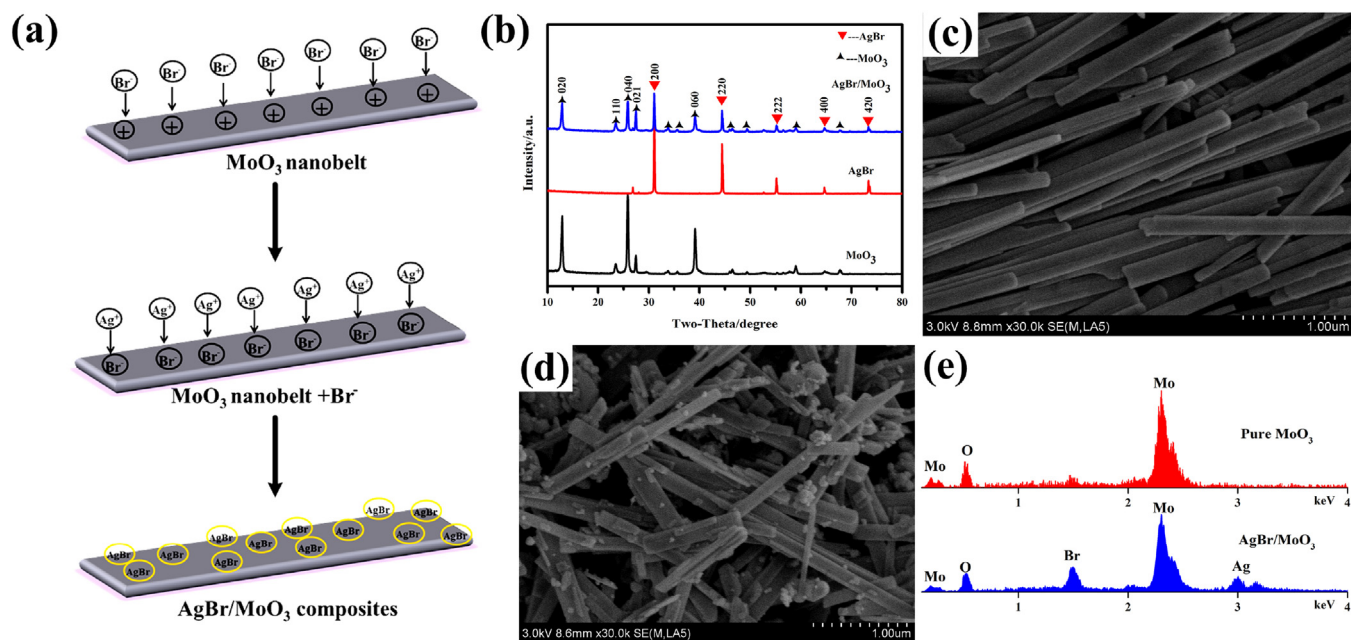 (a)
Br⁻ Br⁻ Br⁻ Br⁻ Br⁻ Br⁻ Br⁻
+ + + + + + +
MoO₃ nanobelt
Ag⁺ Ag⁺ Ag⁺ Ag⁺ Ag⁺ Ag⁺ Ag⁺
Br⁻ Br⁻ Br⁻ Br⁻ Br⁻ Br⁻ Br⁻
MoO₃ nanobelt +Br⁻
AgBr AgBr AgBr AgBr AgBr AgBr AgBr AgBr AgBr AgBr AgBr AgBr
AgBr/MoO₃ composites
(b)
---AgBr
---MoO₃
AgBr/MoO₃
020 110 040 021 200 060 220 222 400 420
AgBr
MoO₃
Intensity/a.u.
10 20 30 40 50 60 70 80
Two-Theta/degree
(c)
3.0kV 8.8mm x30.0k SE(M,LA5)
1.00um
(d)
3.0kV 8.6mm x30.0k SE(M,LA5)
1.00um
(e)
Mo
Pure MoO₃
Mo O
1 2 3 4
keV keV
Mo
AgBr/MoO₃
Mo O Br Ag
1 2 3 4
keV keV